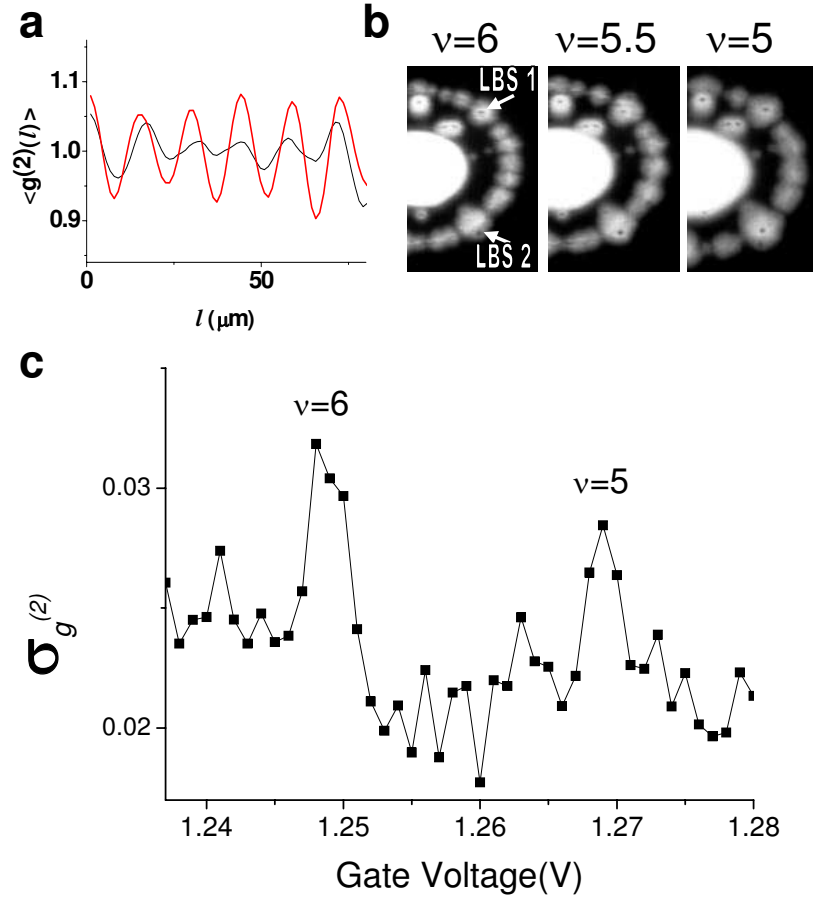 a
1.1
1.0
0.9
0
50
l (μm)
<g(2)(l)>
b
ν=6
ν=5.5
ν=5
LBS 1
LBS 2
c
ν=6
ν=5
0.03
0.02
σg(2)
1.24
1.25
1.26
1.27
1.28
Gate Voltage(V)